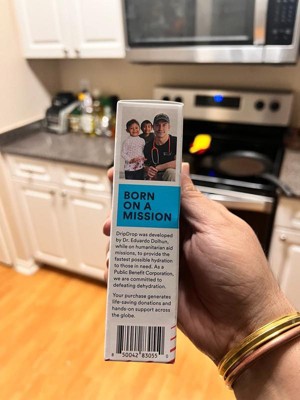 BORN
ON A
MISSION
DripDrop was developed
by Dr. Eduardo Dolhun,
while on humanitarian aid
missions, to provide the
fastest possible hydration
to those in need. As a
Public Benefit Corporation,
we are committed to
defeating dehydration.
Your purchase generates
life-saving donations and
hands-on support across
the globe.
8 50042 83055